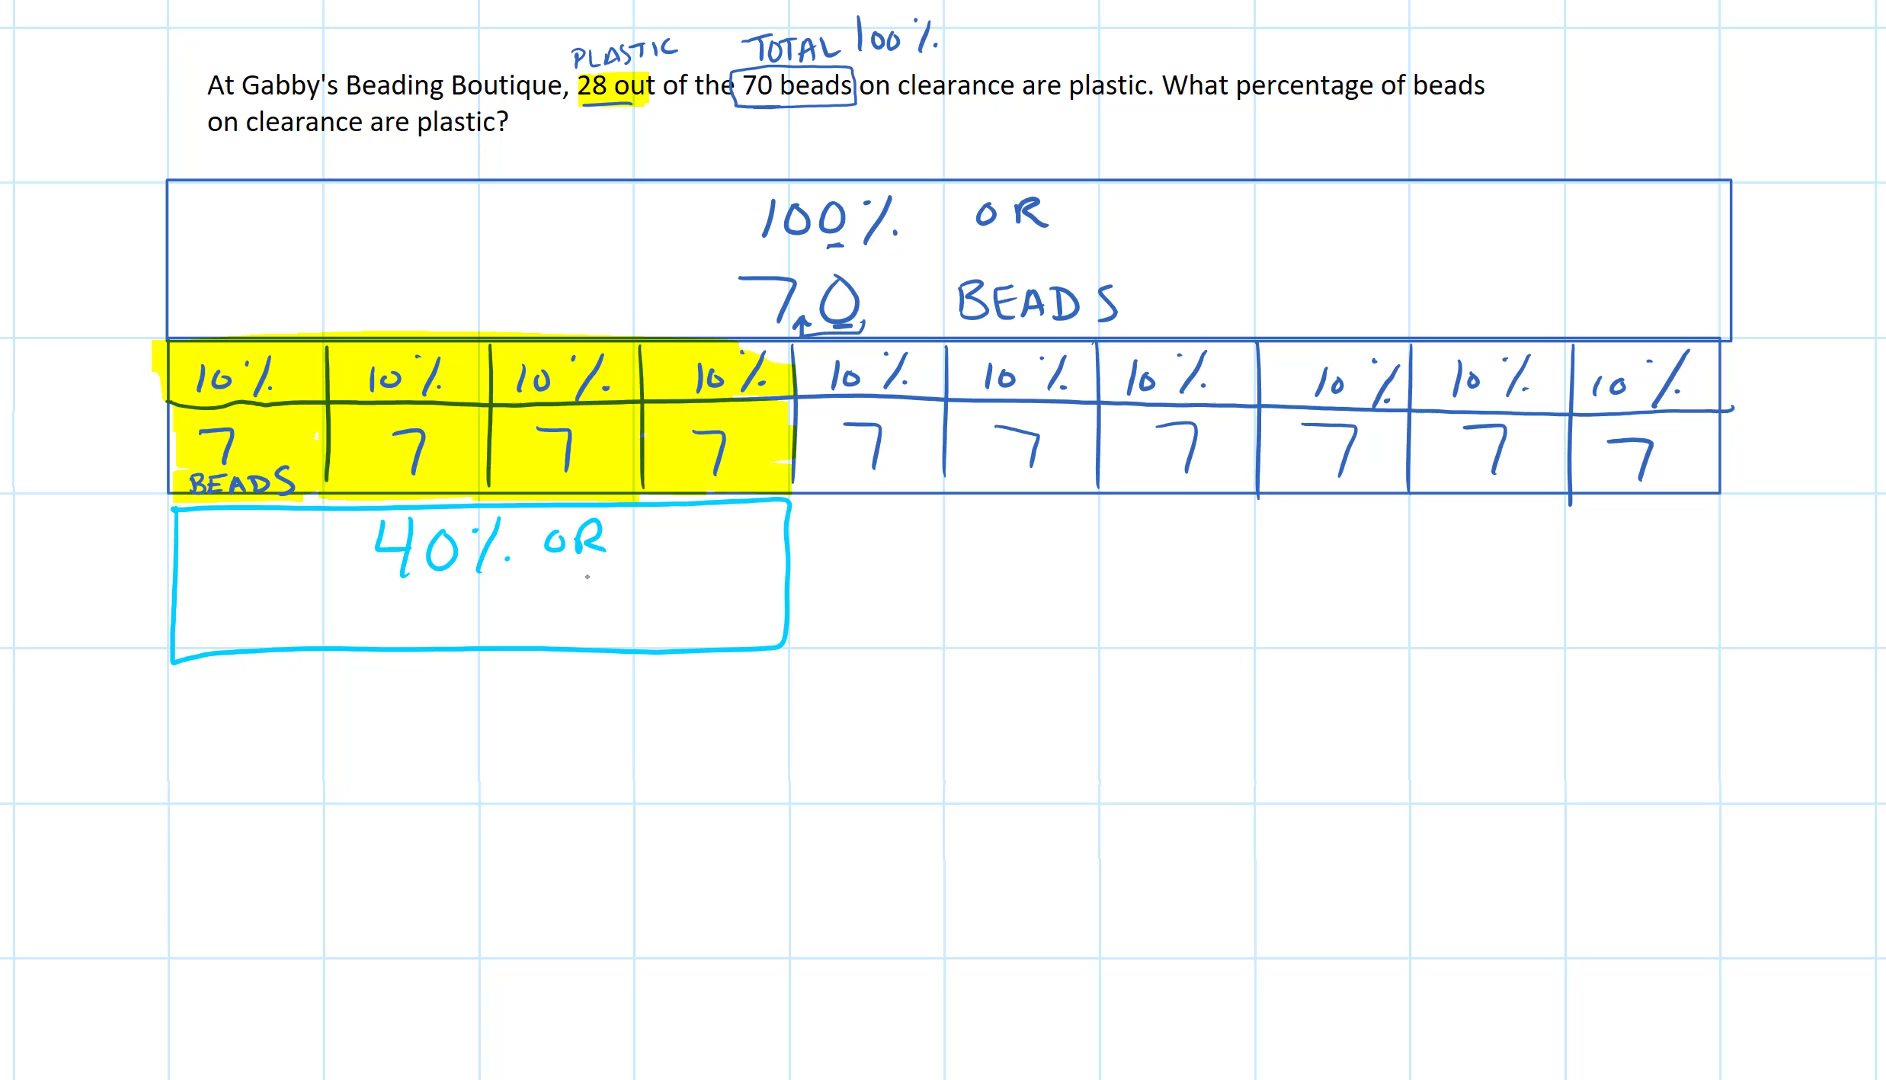 PLASTIC TOTAL 100%
At Gabby's Beading Boutique, 28 out of the 70 beads on clearance are plastic. What percentage of beads
on clearance are plastic?
100% OR
70 BEADS
10% 10% 10% 10% 10% 10% 10% 10% 10% 10%
7 7 7 7 7 7 7 7 7 7
BEADS
40% OR